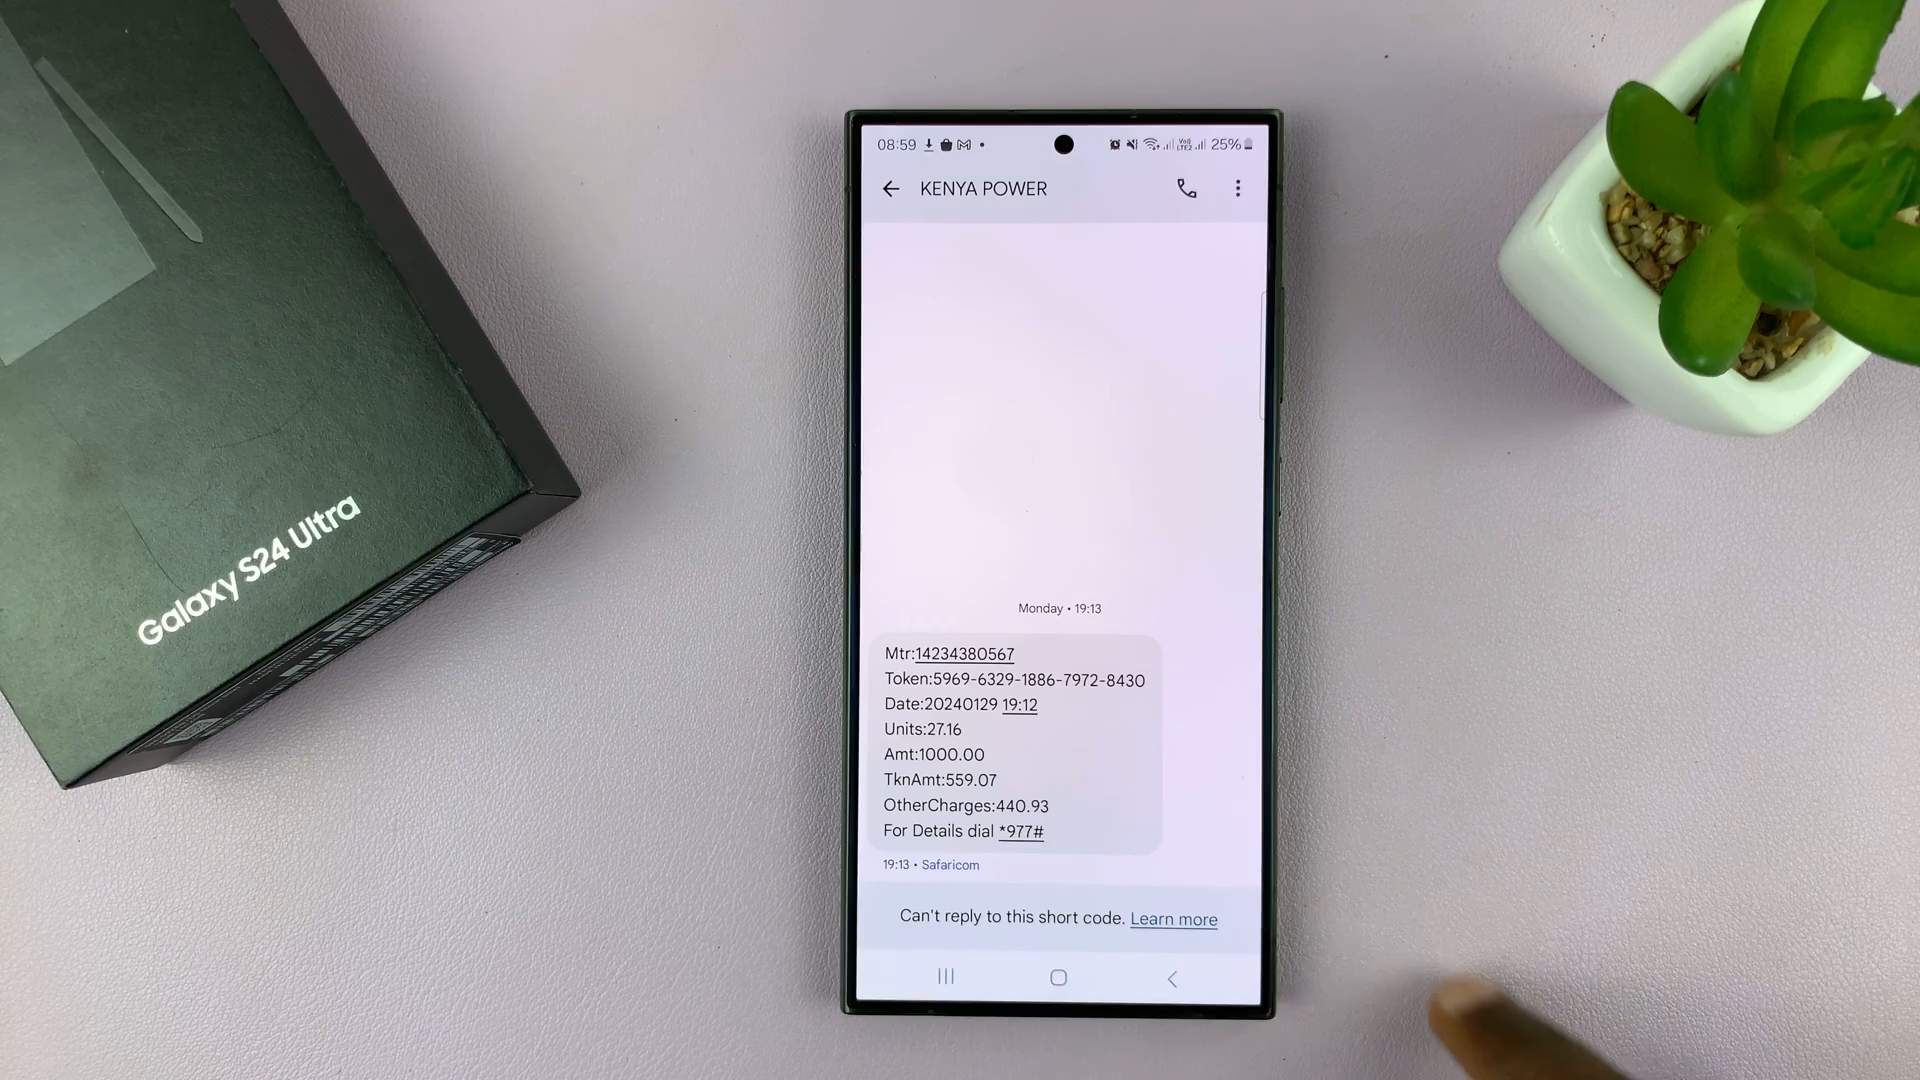 Galaxy S24 Ultra
08:59
25%
KENYA POWER
Monday • 19:13
Mtr:14234380567
Token:5969-6329-1886-7972-8430
Date:20240129 19:12
Units:27.16
Amt:1000.00
TknAmt:559.07
OtherCharges:440.93
For Details dial *977#
19:13 • Safaricom
Can't reply to this short code. Learn more